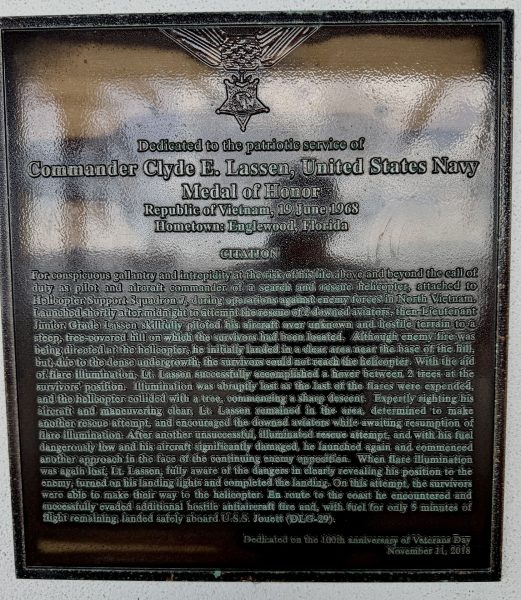 Dedicated to the patriotic service of
Commander Clyde E. Lassen, United States Navy
Medal of Honor
Republic of Vietnam, 19 June 1968
Hometown: Englewood, Florida
CITATION
For conspicuous gallantry and intrepidity at the risk of his life above and beyond the call of
duty as pilot and aircraft commander of a search and rescue helicopter, attached to
Helicopter Support Squadron 7, during operations against enemy forces in North Vietnam.
Launched shortly after midnight to attempt the rescue of 2 downed aviators, then Lieutenant
Junior Grade Lassen skillfully piloted his aircraft over unknown and hostile terrain to a
steep, tree-covered hill on which the survivors had been located. Although enemy fire was
being directed at the helicopter, he initially landed in a clear area near the base of the hill,
but, due to the dense undergrowth, the survivors could not reach the helicopter. With the aid
of flare illumination, Lt. Lassen successfully accomplished a hover between 2 trees at the
survivors' position. Illumination was abruptly lost as the last of the flares were expended,
and the helicopter collided with a tree, commencing a sharp descent. Expertly righting his
aircraft and maneuvering clear, Lt. Lassen remained in the area, determined to make
another rescue attempt, and encouraged the downed aviators while awaiting resumption of
flare illumination. After another unsuccessful, illuminated rescue attempt, and with his fuel
dangerously low and his aircraft significantly damaged, he launched again and commenced
another approach in the face of the continuing enemy opposition. When flare illumination
was again lost, Lt. Lassen, fully aware of the dangers in clearly revealing his position to the
enemy, turned on his landing lights and completed the landing. On this attempt, the survivors
were able to make their way to the helicopter. En route to the coast he encountered and
successfully evaded additional hostile antiaircraft fire and, with fuel for only 5 minutes of
flight remaining, landed safely aboard U.S.S. Jouett (DLG-29).
Dedicated on the 100th anniversary of Veterans Day
November 11, 2018